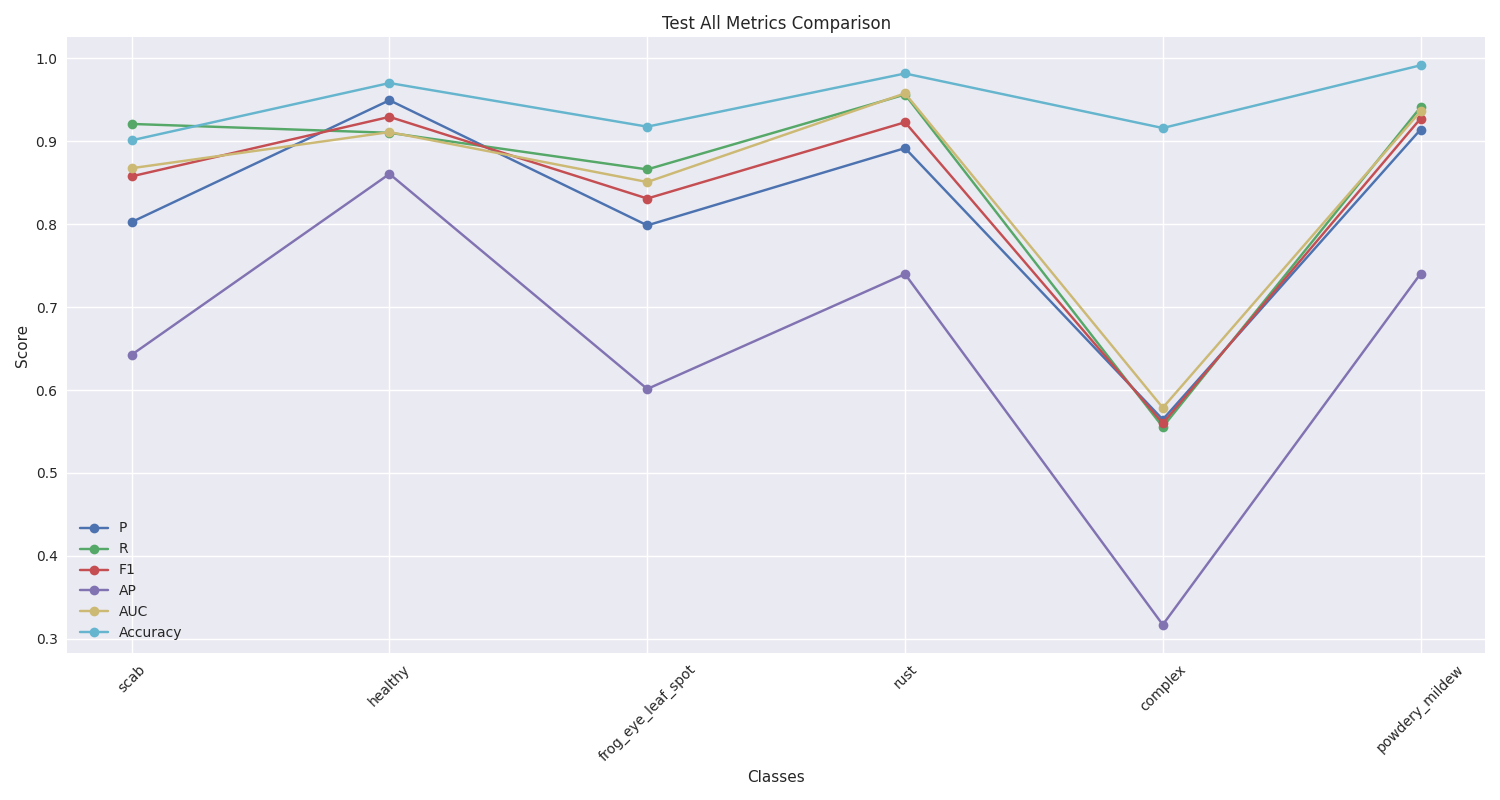 Test All Metrics Comparison
1.0
0.9
0.8
0.7
0.6
0.5
0.4
0.3
Score
P
R
F1
AP
AUC
Accuracy
scab
healthy
frog_eye_leaf_spot
rust
complex
powdery_mildew
Classes